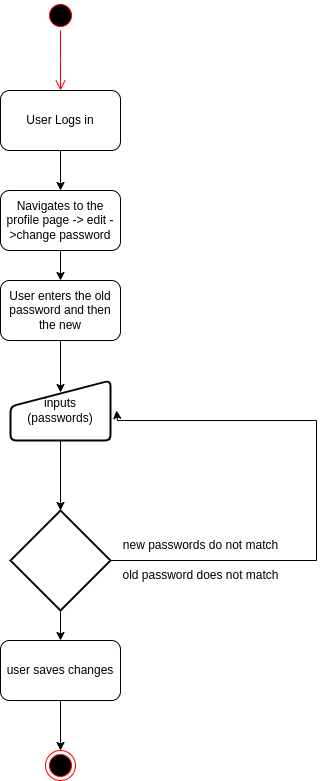 User Logs in
Navigates to the
profile page -> edit -
>change password
User enters the old
password and then
the new
inputs
(passwords)
new passwords do not match
old password does not match
user saves changes